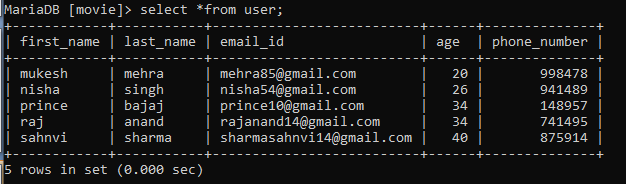 MariaDB [movie]> select *from user;
+------------+-----------+--------------------------+-----+--------------+
| first_name | last_name | email_id                 | age | phone_number |
+------------+-----------+--------------------------+-----+--------------+
| mukesh     | mehra     | mehra85@gmail.com        |  20 |       998478 |
| nisha      | singh     | nisha54@gmail.com        |  26 |       941489 |
| prince     | bajaj     | prince10@gmail.com       |  34 |       148957 |
| raj        | anand     | rajanand14@gmail.com     |  34 |       741495 |
| sahnvi     | sharma    | sharmasahnvi14@gmail.com |  40 |       875914 |
+------------+-----------+--------------------------+-----+--------------+
5 rows in set (0.000 sec)